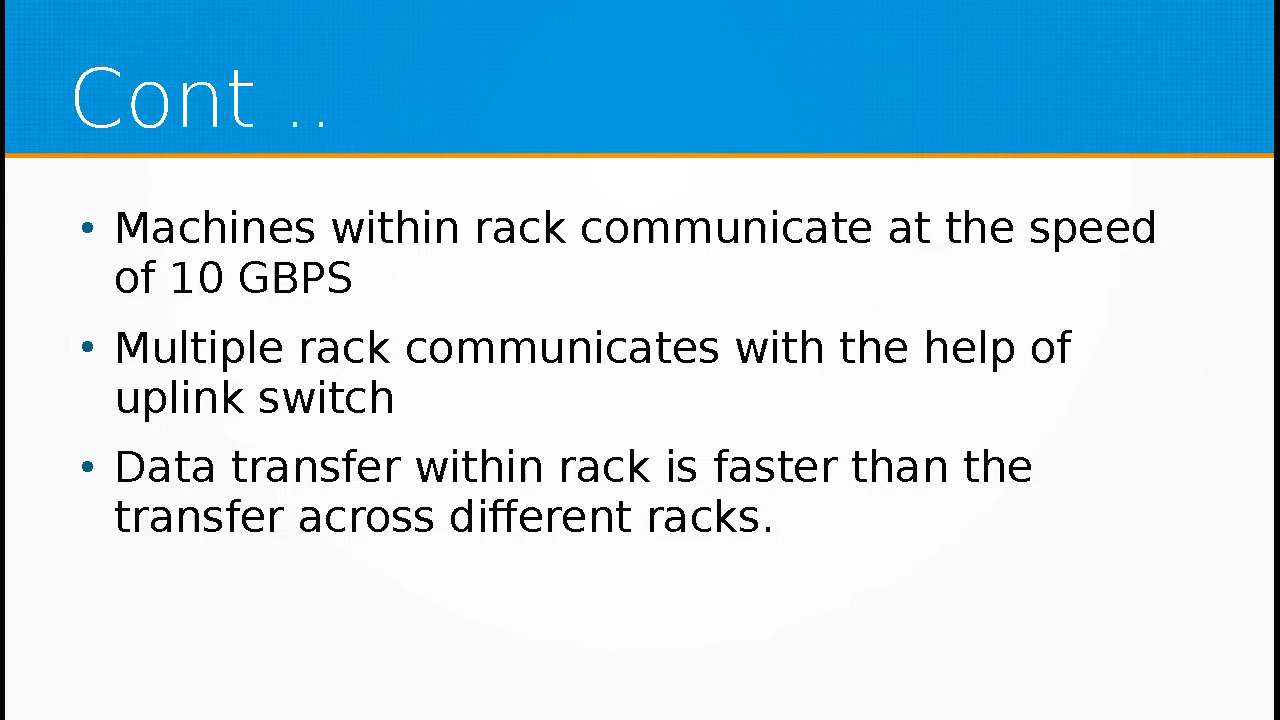 Cont ..
• Machines within rack communicate at the speed
of 10 GBPS
• Multiple rack communicates with the help of
uplink switch
• Data transfer within rack is faster than the
transfer across different racks.